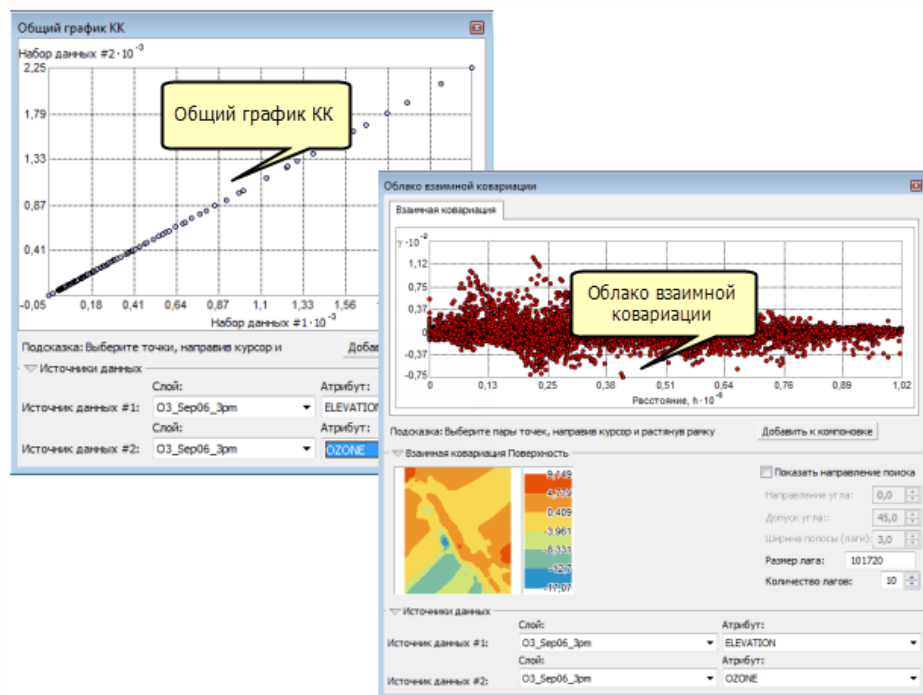 Общий график КК
Набор данных #2·10⁻³
2,25
1,79
1,33
0,87
0,41
-0,05
0,18 0,41 0,64 0,87 1,1 1,33 1,56
Набор данных #1·10⁻³
Общий график КК
Подсказка: Выберите точки, направив курсор и
Источники данных
Слой: Атрибут:
Источник данных #1: O3_Sep06_3pm ELEVATION
Слой: Атрибут:
Источник данных #2: O3_Sep06_3pm OZONE
Облако взаимной ковариации
Взаимная ковариация
γ·10⁻²
1,12
0,75
0,37
0
-0,37
-0,75
0 0,13 0,25 0,38 0,51 0,64 0,76 0,89 1,02
Расстояние, h·10⁻⁶
Облако взаимной
ковариации
Подсказка: Выберите пары точек, направив курсор и растянув рамку Добавить к компоновке
Взаимная ковариация Поверхность
9,149
4,779
0,409
-3,961
-8,331
-12,7
-17,07
Показать направление поиска
Направление угла: 0,0
Допуск угла: 45,0
Ширина полосы (лаги): 3,0
Размер лага: 101720
Количество лагов: 10
Источники данных
Слой: Атрибут:
Источник данных #1: O3_Sep06_3pm ELEVATION
Слой: Атрибут:
Источник данных #2: O3_Sep06_3pm OZONE